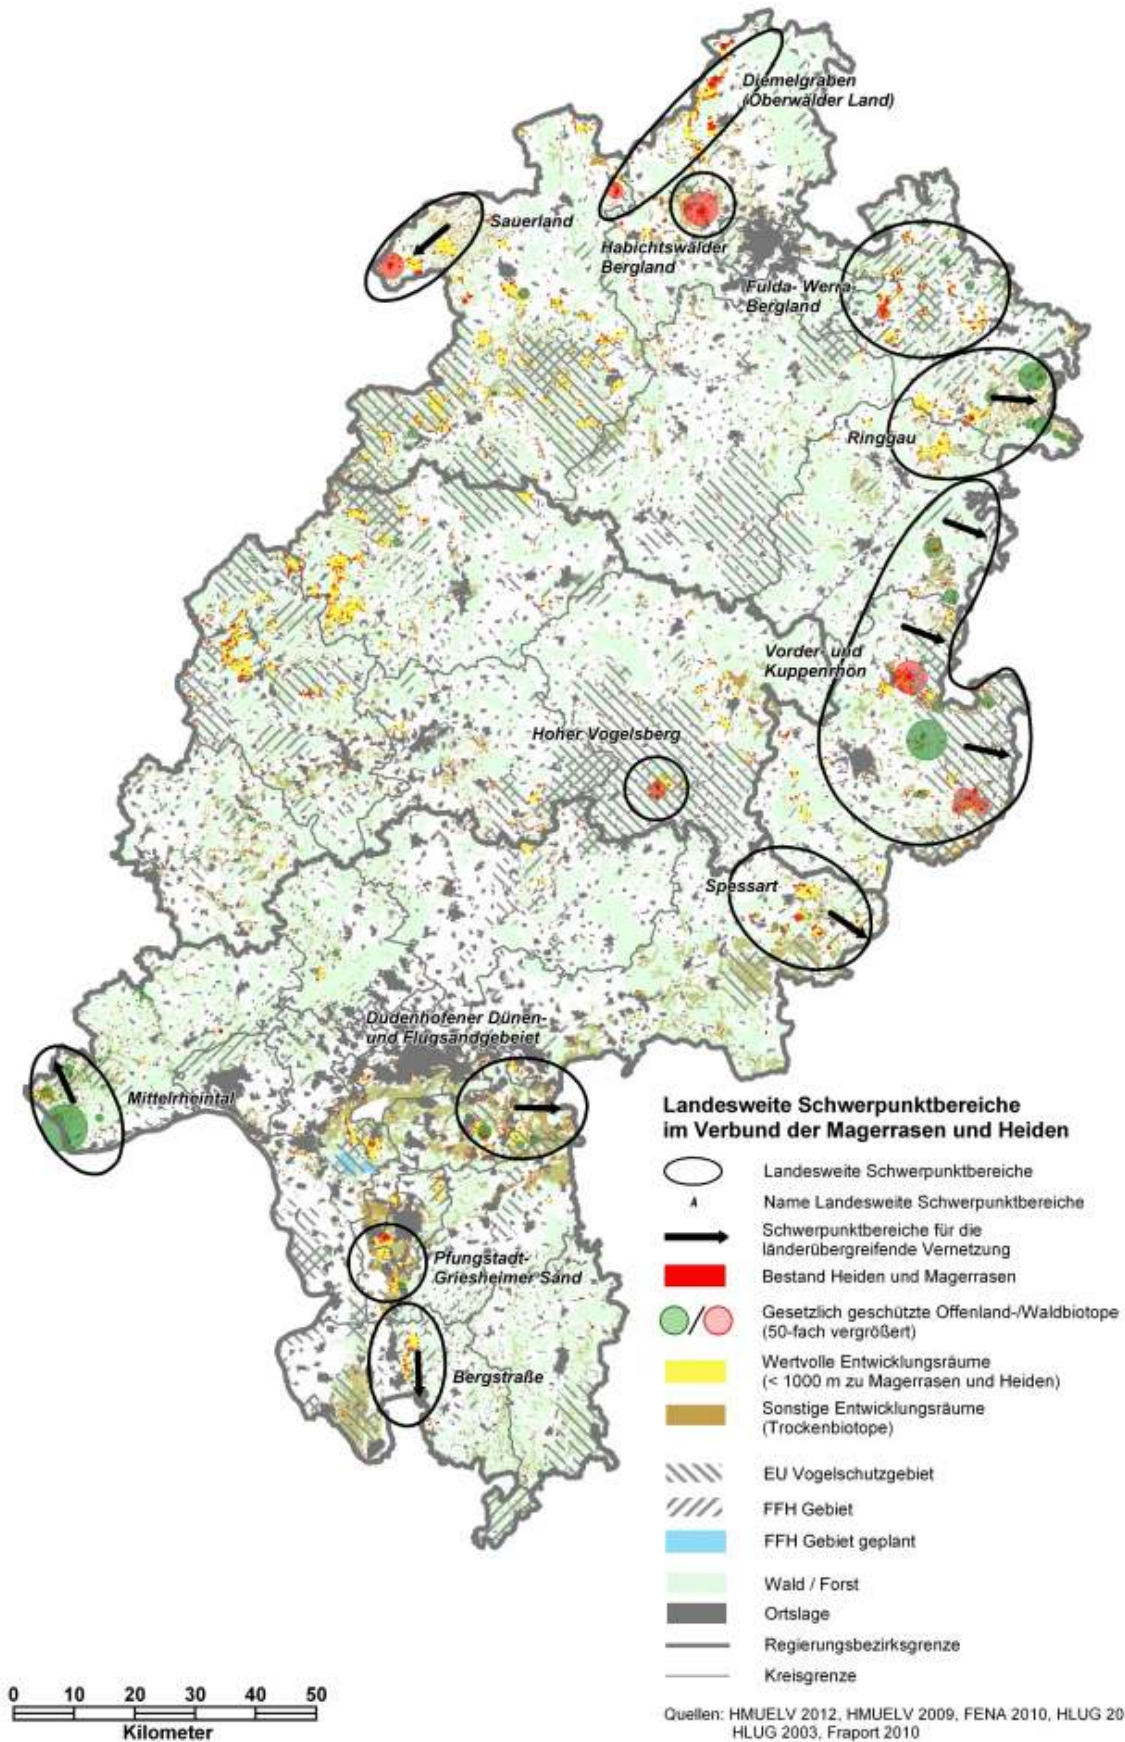 Diemelgraben
(Oberwälder Land)
Sauerland
Habichtswälder
Bergland
Fulda- Werra-
Bergland
Ringgau
Vorder- und
Kuppenrhön
Hoher Vogelsberg
Spessart
Dudenhofener Dünen-
und Flugsandgebeiet
Mittelrheintal
Pfungstadt-
Griesheimer Sand
Bergstraße
Landesweite Schwerpunktbereiche
im Verbund der Magerrasen und Heiden
Landesweite Schwerpunktbereiche
A Name Landesweite Schwerpunktbereiche
Schwerpunktbereiche für die
länderübergreifende Vernetzung
Bestand Heiden und Magerrasen
/ Gesetzlich geschützte Offenland-/Waldbiotope
(50-fach vergrößert)
Wertvolle Entwicklungsräume
(< 1000 m zu Magerrasen und Heiden)
Sonstige Entwicklungsräume
(Trockenbiotope)
EU Vogelschutzgebiet
FFH Gebiet
FFH Gebiet geplant
Wald / Forst
Ortslage
Regierungsbezirksgrenze
Kreisgrenze
0 10 20 30 40 50
Kilometer
Quellen: HMUELV 2012, HMUELV 2009, FENA 2010, HLUG 20
HLUG 2003, Fraport 2010